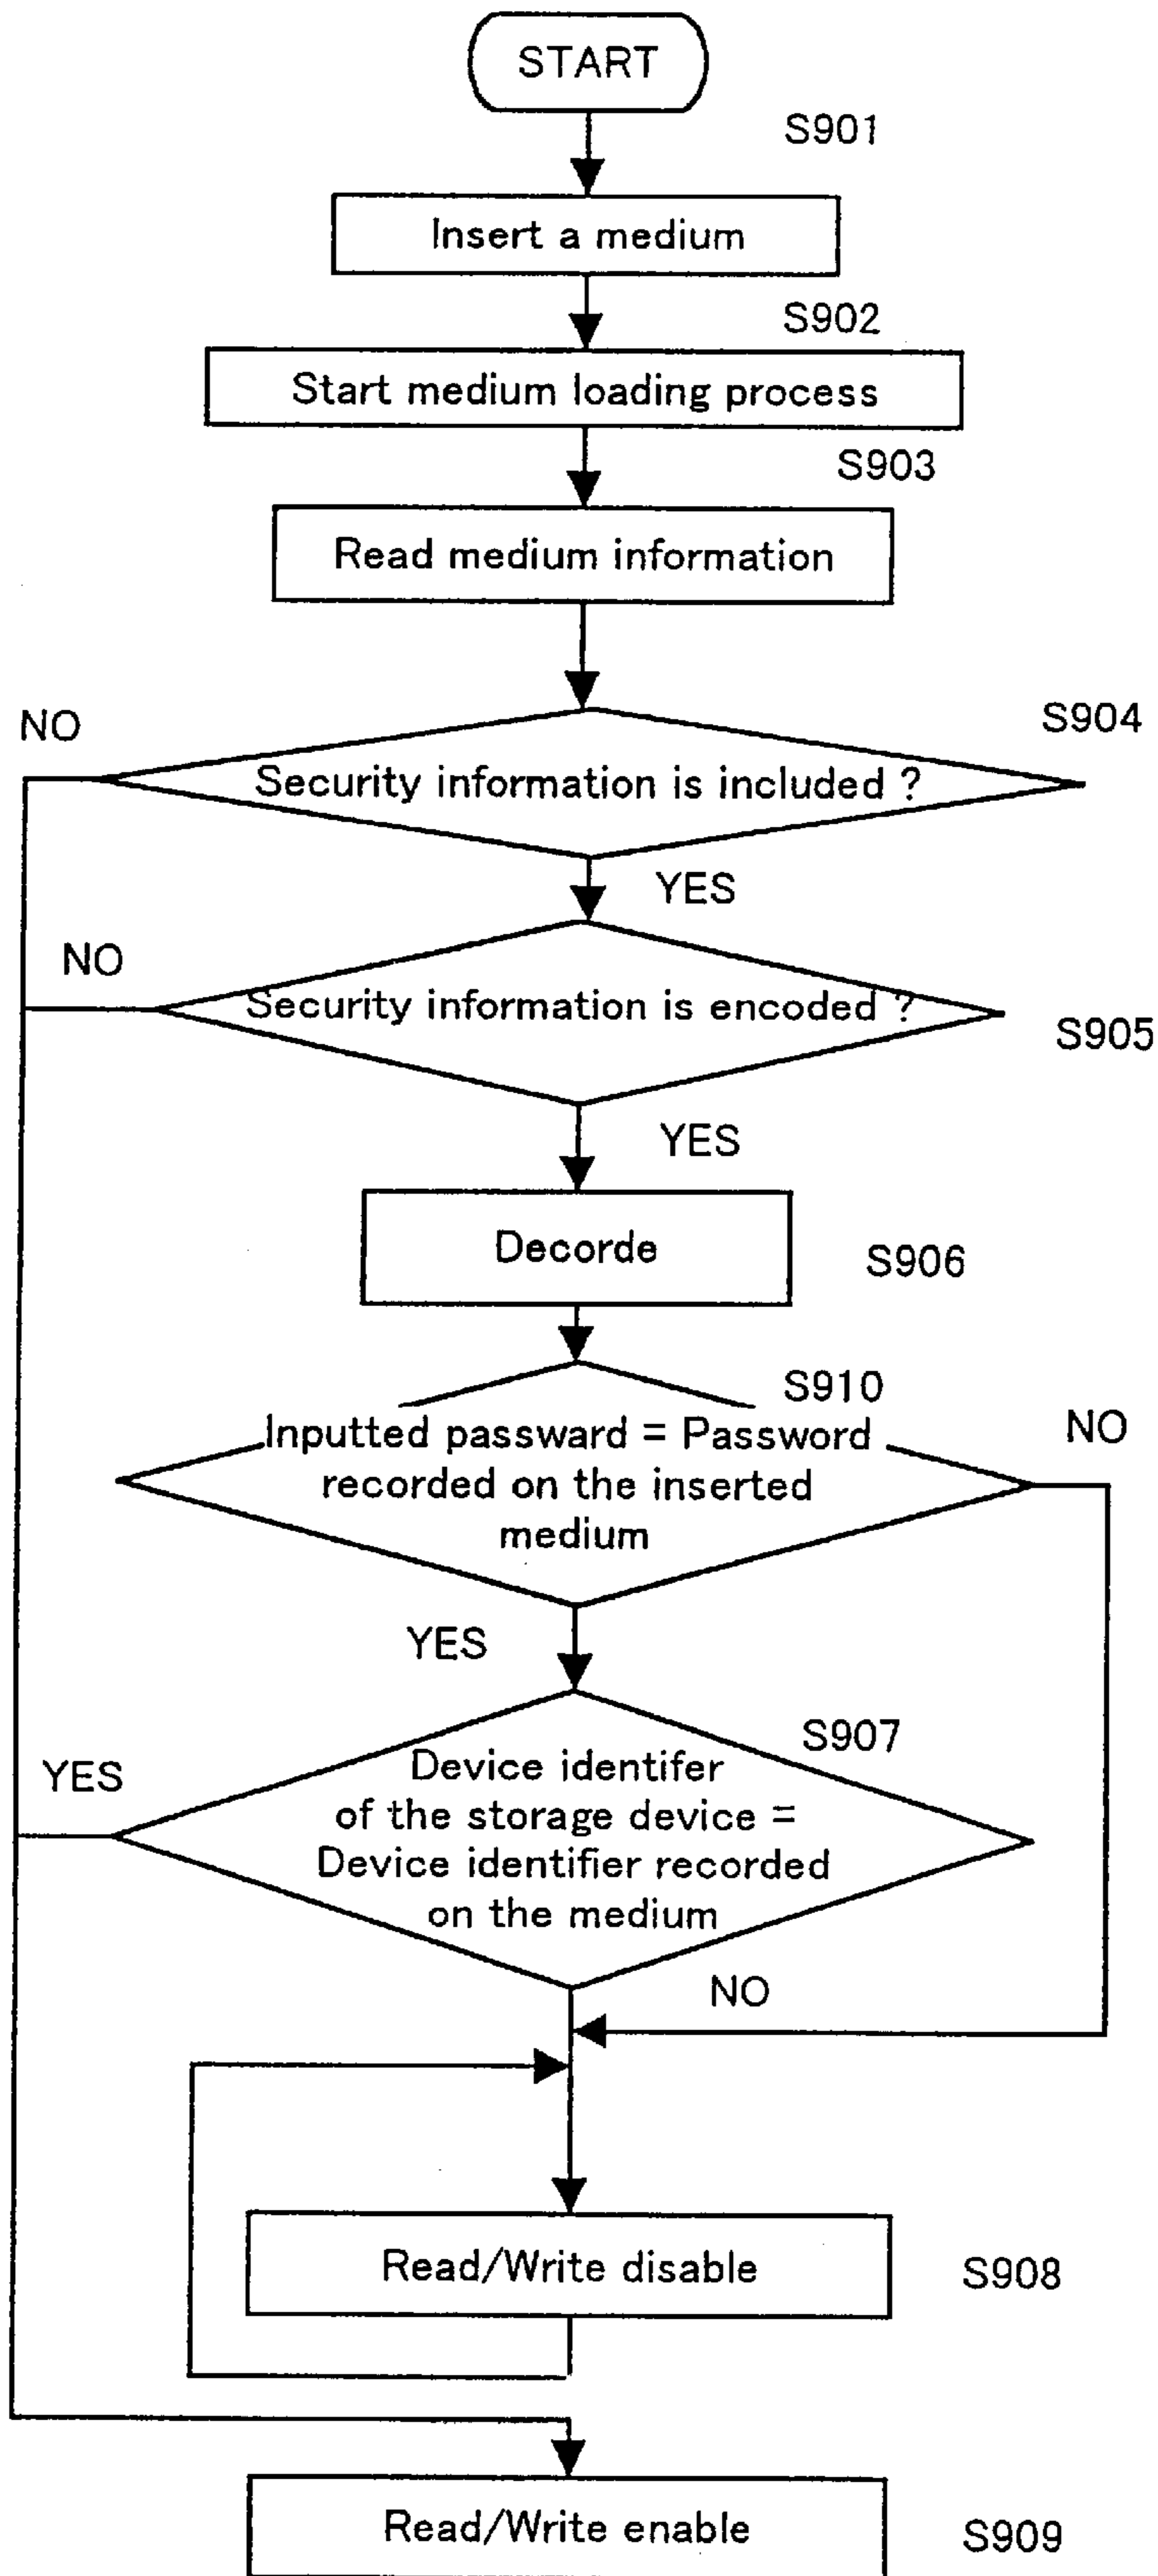 START
S901
Insert a medium
S902
Start medium loading process
S903
Read medium information
NO
S904
Security information is included ?
YES
NO
Security information is encoded ?
S905
YES
Decorde
S906
S910
Inputted passward = Password
NO
recorded on the inserted
medium
YES
S907
YES
Device identifer
of the storage device =
Device identifier recorded
on the medium
NO
Read/Write disable
S908
Read/Write enable
S909